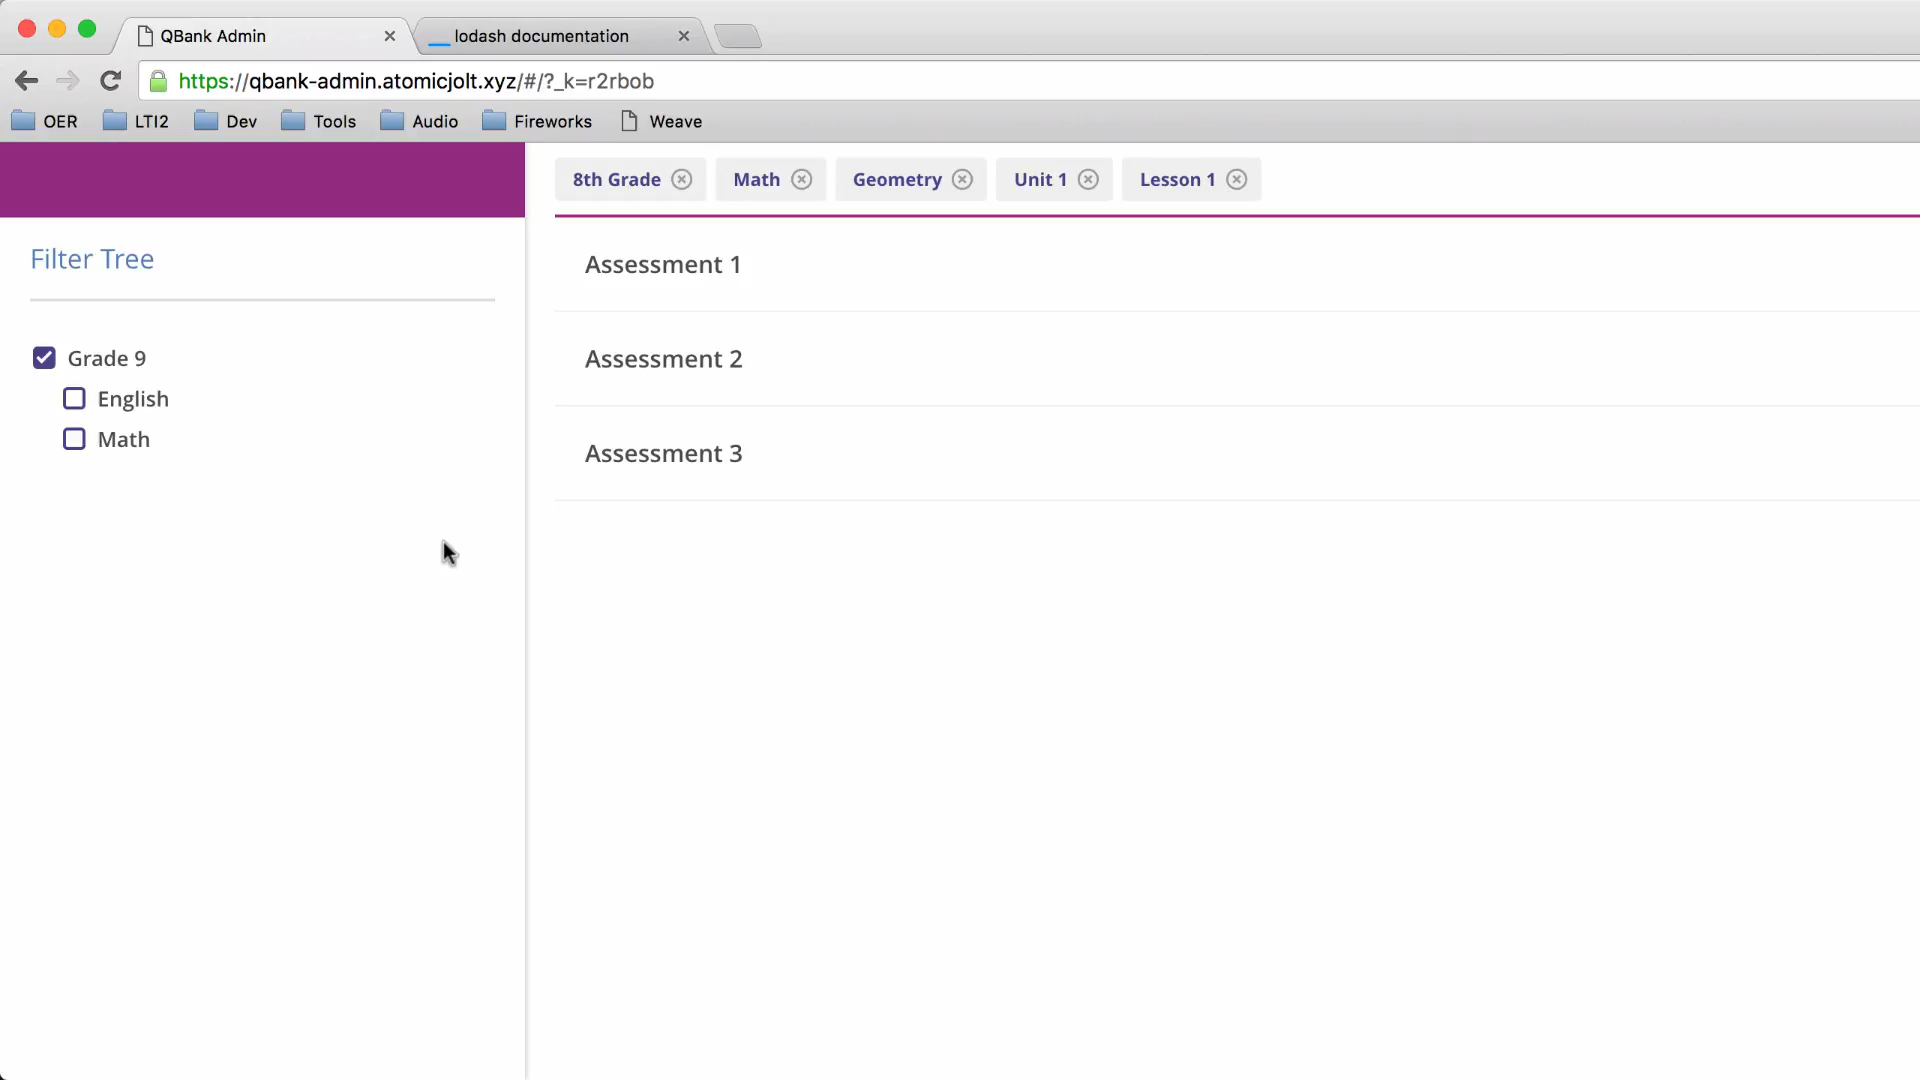 QBank Admin
lodash documentation
https://qbank-admin.atomicjolt.xyz/#/?_k=r2rbob
OER LTI2 Dev Tools Audio Fireworks Weave
8th Grade Math Geometry Unit 1 Lesson 1
Filter Tree
Grade 9
English
Math
Assessment 1
Assessment 2
Assessment 3